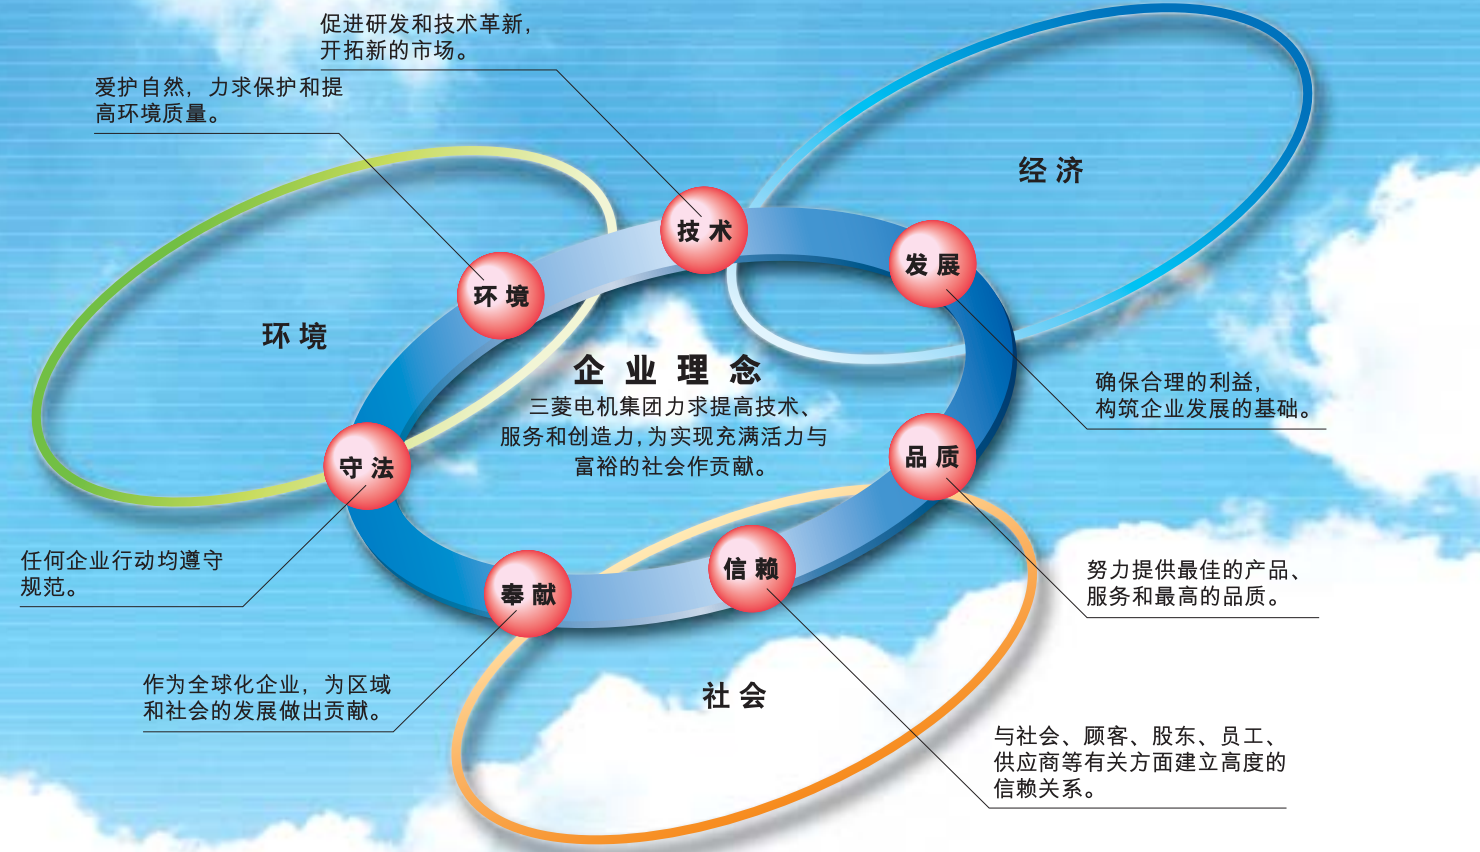 促进研发和技术革新，
开拓新的市场。
爱护自然，力求保护和提
高环境质量。
经济
技术
发展
环境
环境
企业理念
三菱电机集团力求提高技术、
服务和创造力，为实现充满活力与
富裕的社会作贡献。
确保合理的利益，
构筑企业发展的基础。
守法
品质
任何企业行动均遵守
规范。
奉献
信赖
努力提供最佳的产品、
服务和最高的品质。
社会
作为全球化企业，为区域
和社会的发展做出贡献。
与社会、顾客、股东、员工、
供应商等有关方面建立高度的
信赖关系。